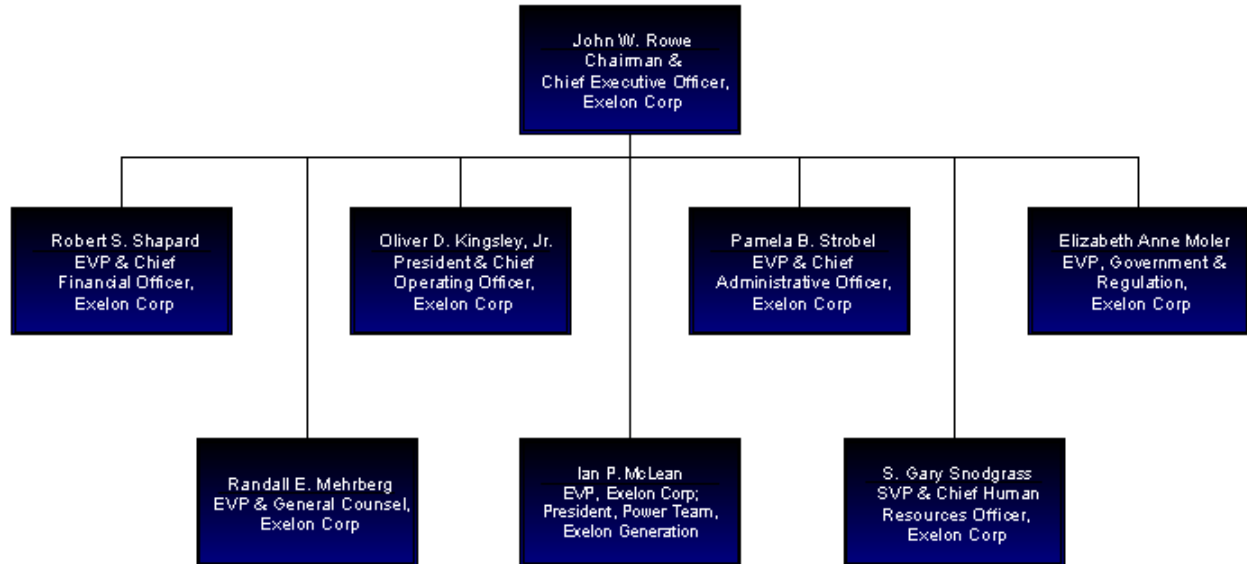 John W. Rowe
Chairman &
Chief Executive Officer,
Exelon Corp
Robert S. Shapard
EVP & Chief
Financial Officer,
Exelon Corp
Oliver D. Kingsley, Jr.
President & Chief
Operating Officer,
Exelon Corp
Pamela B. Strobel
EVP & Chief
Administrative Officer,
Exelon Corp
Elizabeth Anne Moler
EVP, Government &
Regulation,
Exelon Corp
Randall E. Mehrberg
EVP & General Counsel,
Exelon Corp
Ian P. McLean
EVP, Exelon Corp;
President, Power Team,
Exelon Generation
S. Gary Snodgrass
SVP & Chief Human
Resources Officer,
Exelon Corp